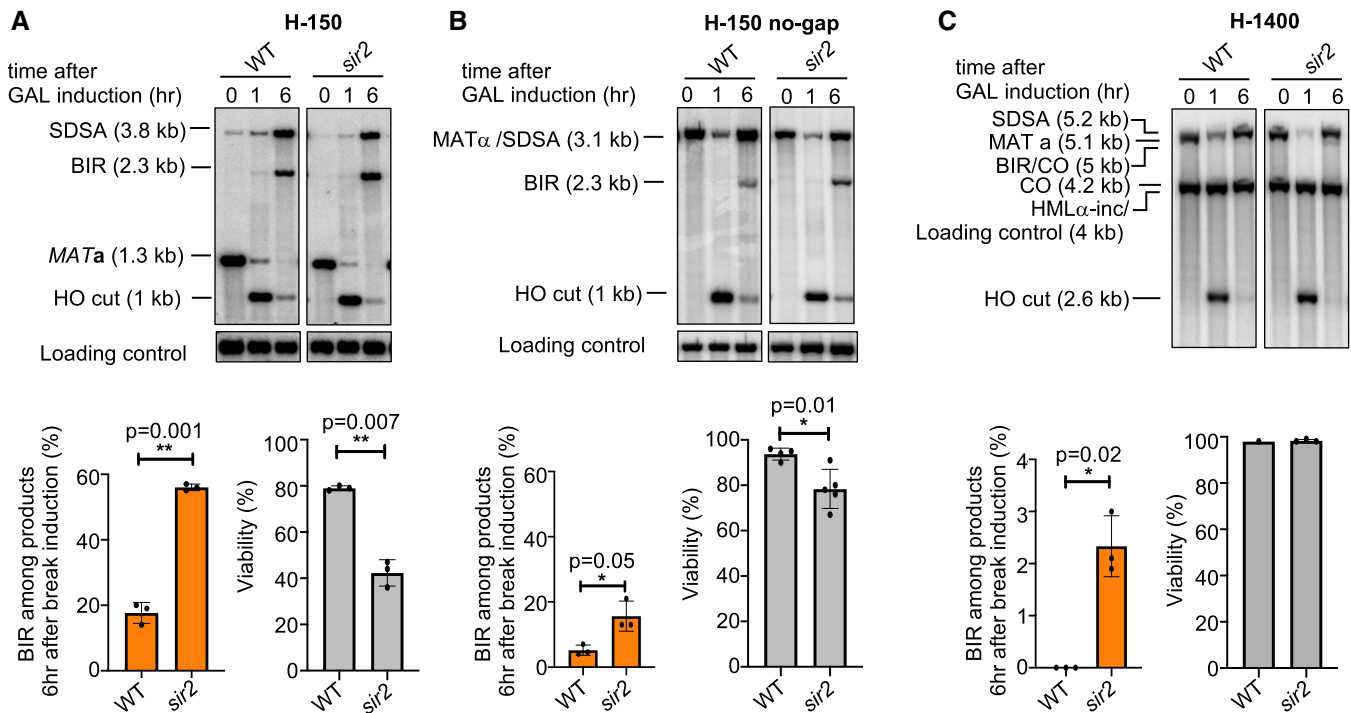 A
H-150
WT
sir2
time after
GAL induction (hr)
0 1 6 0 1 6
SDSA (3.8 kb)
BIR (2.3 kb)
MATa (1.3 kb)
HO cut (1 kb)
Loading control
BIR among products
6hr after break induction (%)
60
40
20
0
p=0.001
**
WT
sir2
Viability (%)
100
80
60
40
20
0
p=0.007
**
WT
sir2
B
H-150 no-gap
WT
sir2
time after
GAL induction (hr)
0 1 6 0 1 6
MATα /SDSA (3.1 kb)
BIR (2.3 kb)
HO cut (1 kb)
Loading control
BIR among products
6hr after break induction (%)
60
40
20
0
p=0.05
*
WT
sir2
Viability (%)
100
80
60
40
20
0
p=0.01
*
WT
sir2
C
H-1400
WT
sir2
time after
GAL induction (hr)
0 1 6 0 1 6
SDSA (5.2 kb)
MAT a (5.1 kb)
BIR/CO (5 kb)
CO (4.2 kb)
HMLα-inc/
Loading control (4 kb)
HO cut (2.6 kb)
BIR among products
6hr after break induction (%)
4
3
2
1
0
p=0.02
*
WT
sir2
Viability (%)
100
80
60
40
20
0
WT
sir2